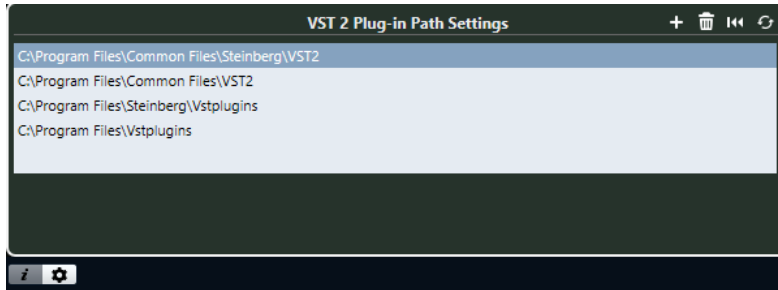 VST 2 Plug-in Path Settings
C:\Program Files\Common Files\Steinberg\VST2
C:\Program Files\Common Files\VST2
C:\Program Files\Steinberg\Vstplugins
C:\Program Files\Vstplugins
i